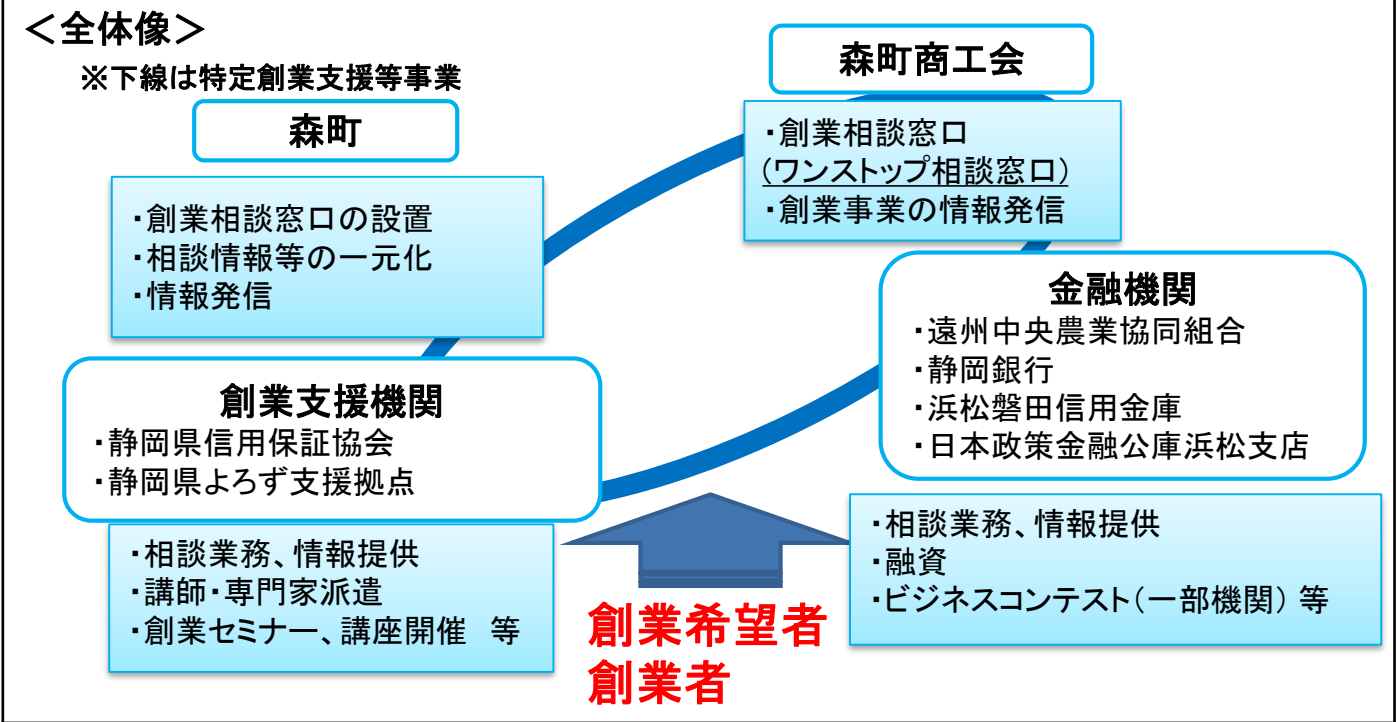 ＜全体像＞
※下線は特定創業支援等事業
森町
・創業相談窓口の設置
・相談情報等の一元化
・情報発信
森町商工会
・創業相談窓口
(ワンストップ相談窓口)
・創業事業の情報発信
創業支援機関
・静岡県信用保証協会
・静岡県よろず支援拠点
・相談業務、情報提供
・講師・専門家派遣
・創業セミナー、講座開催　等
金融機関
・遠州中央農業協同組合
・静岡銀行
・浜松磐田信用金庫
・日本政策金融公庫浜松支店
・相談業務、情報提供
・融資
・ビジネスコンテスト（一部機関）等
創業希望者
創業者